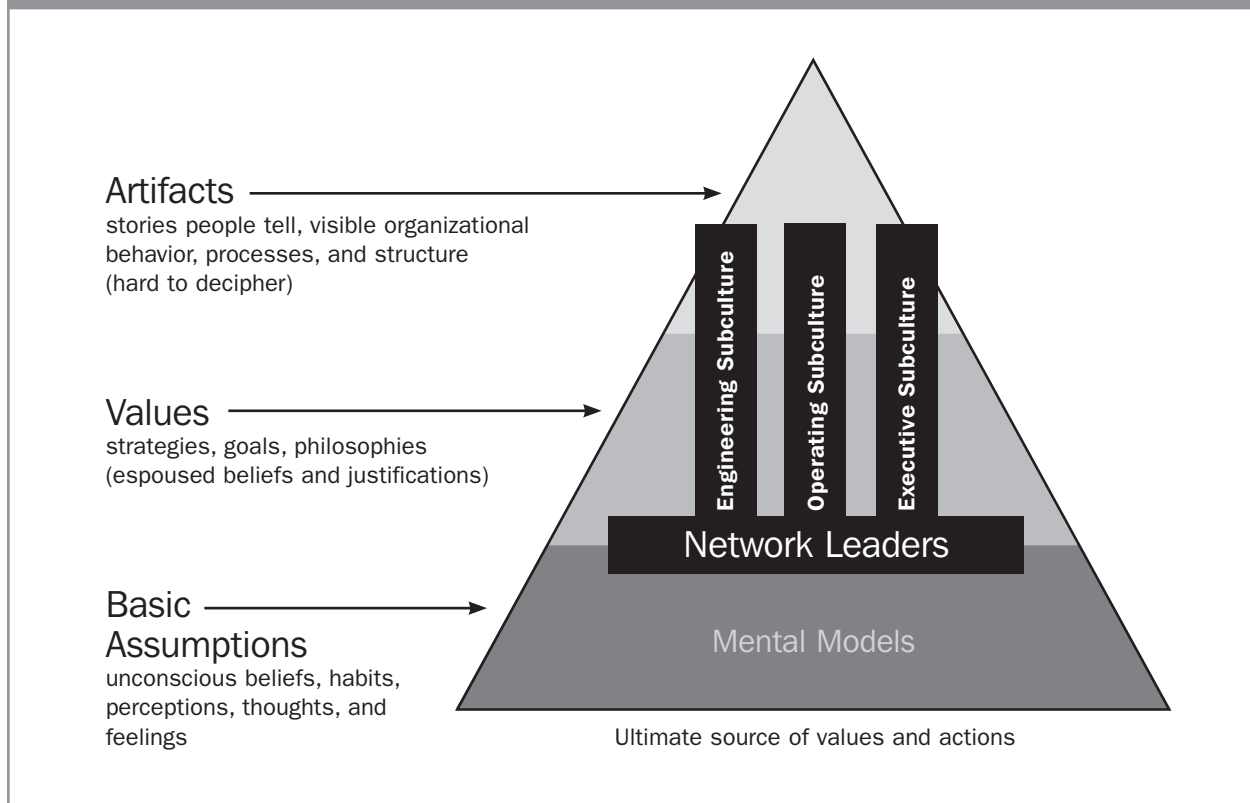 Artifacts
stories people tell, visible organizational
behavior, processes, and structure
(hard to decipher)
Values
strategies, goals, philosophies
(espoused beliefs and justifications)
Basic
Assumptions
unconscious beliefs, habits,
perceptions, thoughts, and
feelings
Engineering Subculture
Operating Subculture
Executive Subculture
Network Leaders
Mental Models
Ultimate source of values and actions